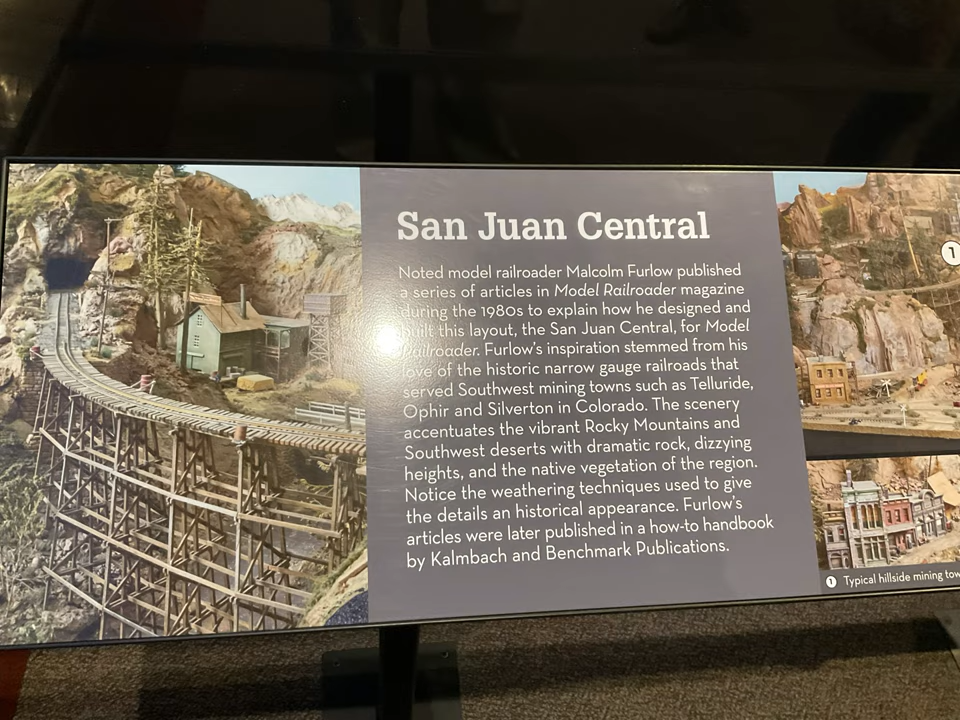 San Juan Central
Noted model railroader Malcolm Furlow published
a series of articles in Model Railroader magazine
during the 1980s to explain how he designed and
built this layout, the San Juan Central, for Model
Railroader. Furlow's inspiration stemmed from his
love of the historic narrow gauge railroads that
served Southwest mining towns such as Telluride,
Ophir and Silverton in Colorado. The scenery
accentuates the vibrant Rocky Mountains and
Southwest deserts with dramatic rock, dizzying
heights, and the native vegetation of the region.
Notice the weathering techniques used to give
the details an historical appearance. Furlow's
articles were later published in a how-to handbook
by Kalmbach and Benchmark Publications.
1
1 Typical hillside mining tow